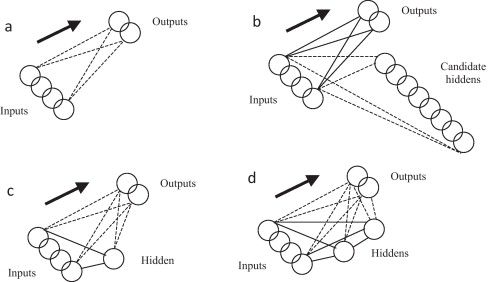 a
Outputs
Inputs
b
Outputs
Candidate
hiddens
Inputs
c
Outputs
Inputs
Hidden
d
Outputs
Inputs
Hiddens